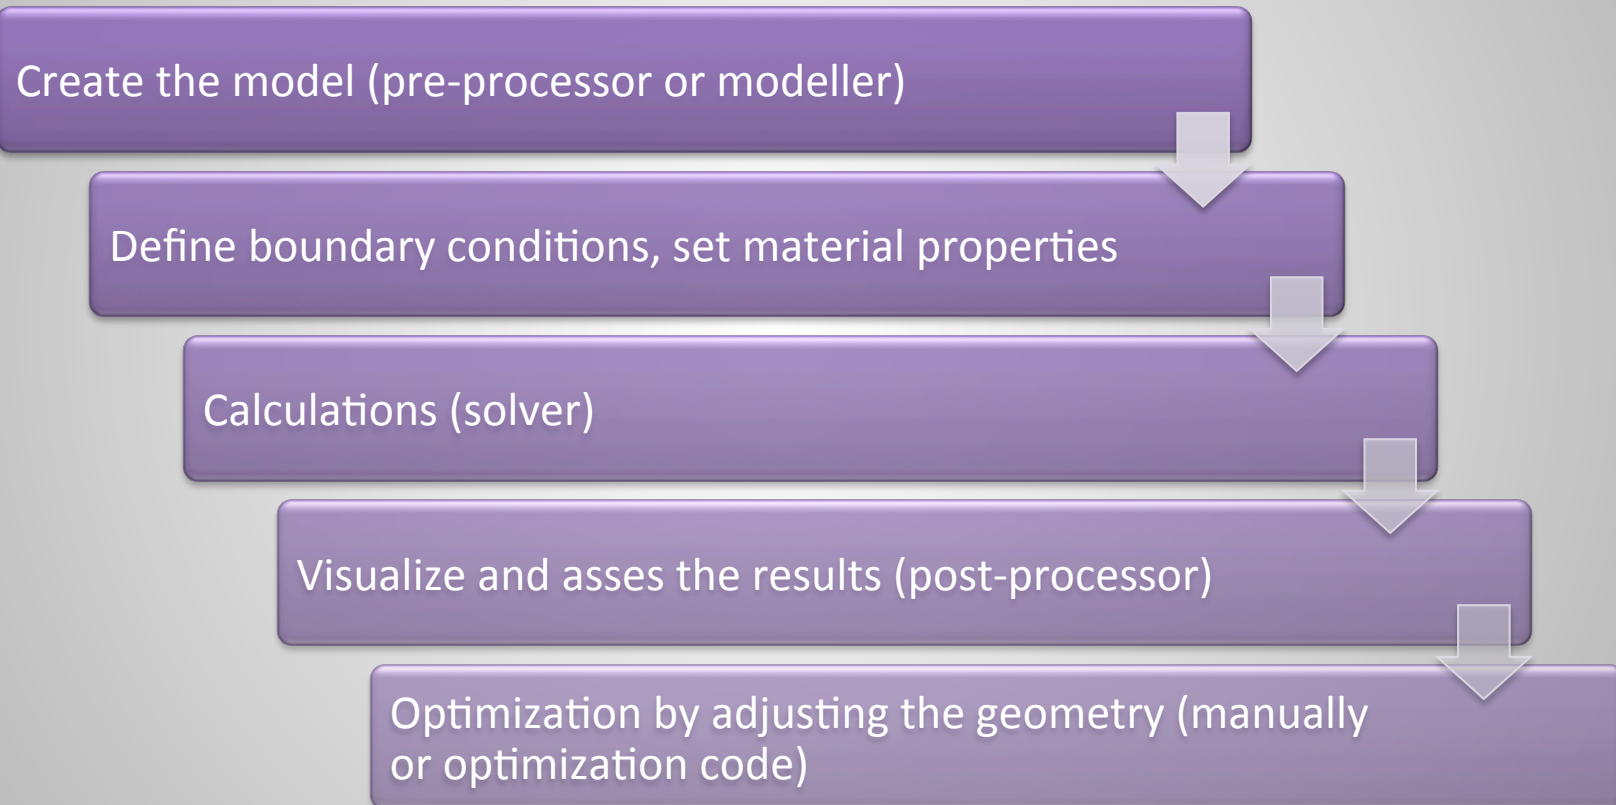 Create the model (pre-processor or modeller)
Define boundary conditions, set material properties
Calculations (solver)
Visualize and asses the results (post-processor)
Optimization by adjusting the geometry (manually
or optimization code)